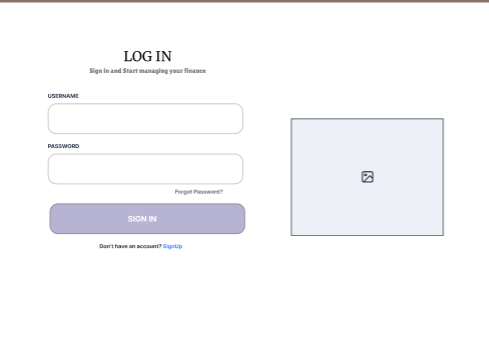 LOG IN
Sign in and Start managing your finance
USERNAME
PASSWORD
Forgot Password?
SIGN IN
Don't have an account? SignUp